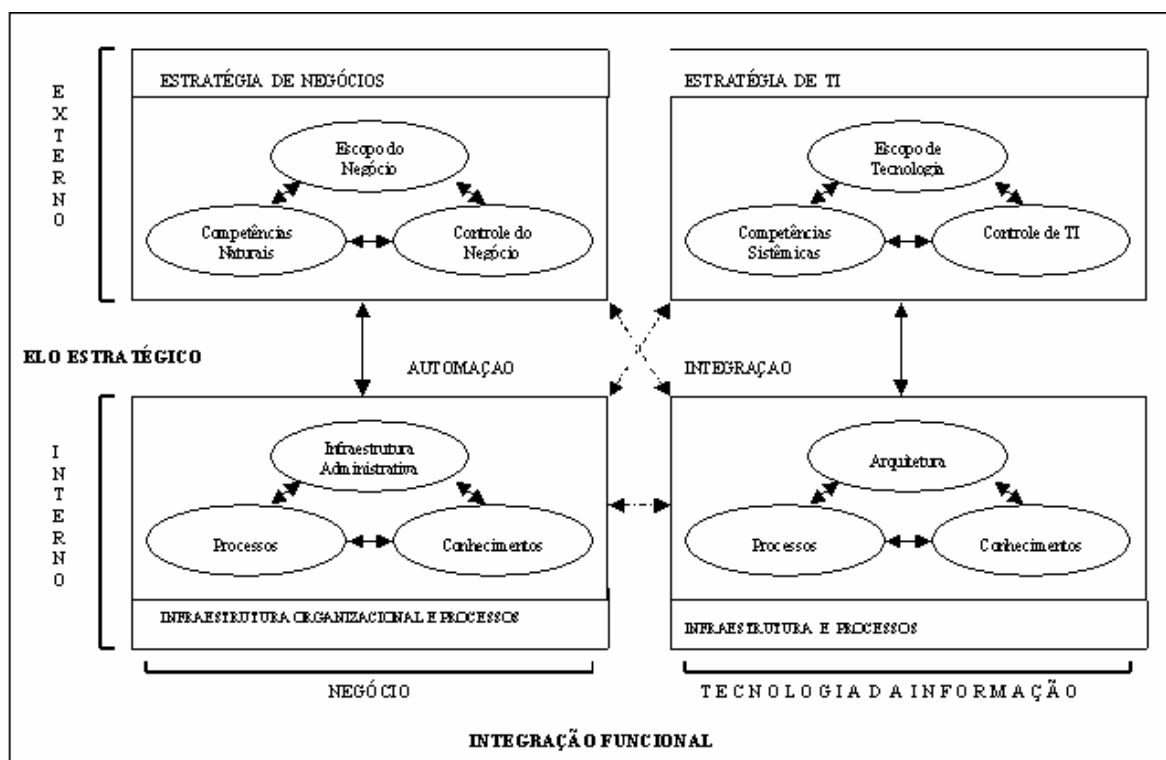 ESTRATÉGIA DE NEGÓCIOS
ESTRATÉGIA DE TI
EXTERNO
Escopo do
Negócio
Competências
Naturais
Controle do
Negócio
Escopo de
Tecnologia
Competências
Sistêmicas
Controle de TI
ELO ESTRATÉGICO
AUTOMAÇAO
INTEGRAÇAO
INTERNO
Infraestrutura
Administrativa
Processos
Conhecimentos
INFRAESTRUTURA ORGANIZACIONAL E PROCESSOS
Arquitetura
Processos
Conhecimentos
INFRAESTRUTURA E PROCESSOS
NEGÓCIO
TECNOLOGIA DA INFORMAÇÃO
INTEGRAÇÃO FUNCIONAL